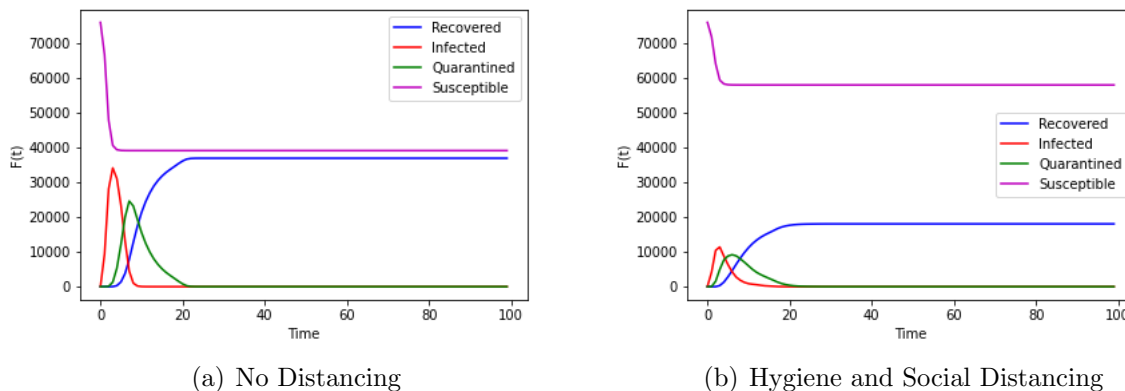 70000
60000
50000
40000
30000
20000
10000
0
F(t)
0 20 40 60 80 100
Time
Recovered
Infected
Quarantined
Susceptible
(a) No Distancing
70000
60000
50000
40000
30000
20000
10000
0
F(t)
0 20 40 60 80 100
Time
Recovered
Infected
Quarantined
Susceptible
(b) Hygiene and Social Distancing